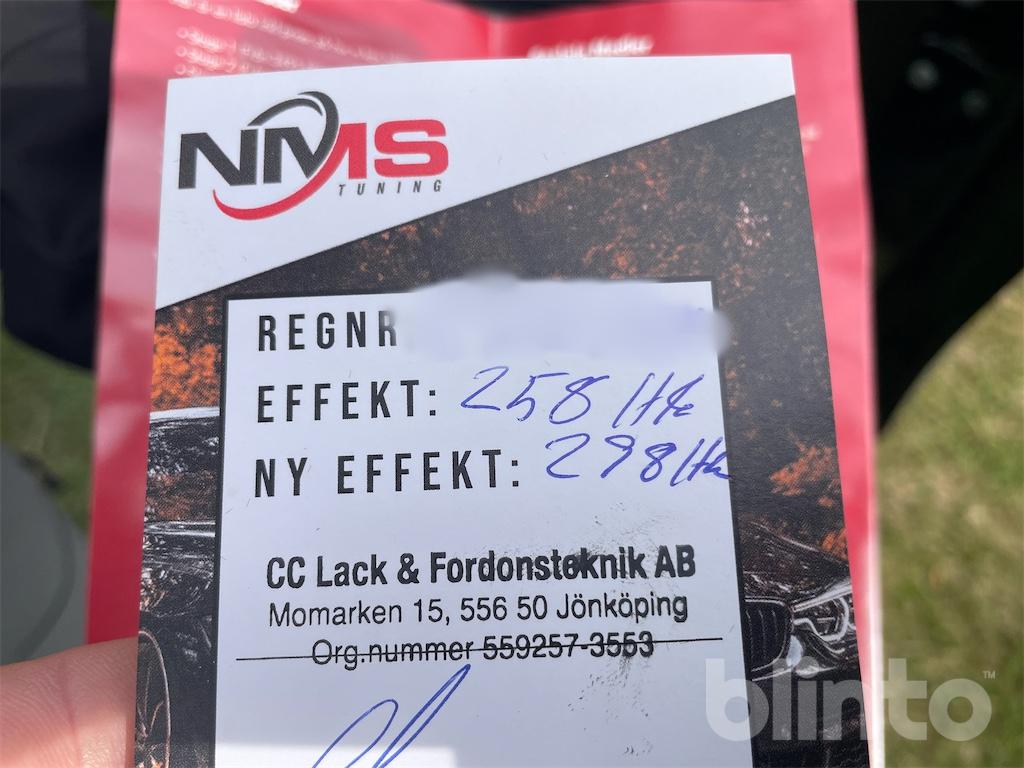 NMS
TUNING
REGNR
EFFEKT: 258 Hk
NY EFFEKT: 298 Hk
CC Lack & Fordonsteknik AB
Momarken 15, 556 50 Jönköping
Org.nummer 559257-3553
blinto™